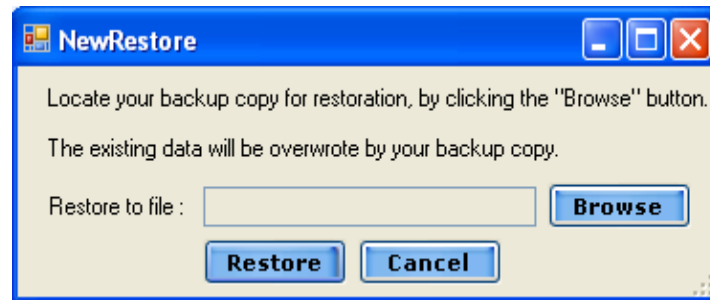 NewRestore
Locate your backup copy for restoration, by clicking the "Browse" button.
The existing data will be overwrote by your backup copy.
Restore to file :
Browse
Restore
Cancel